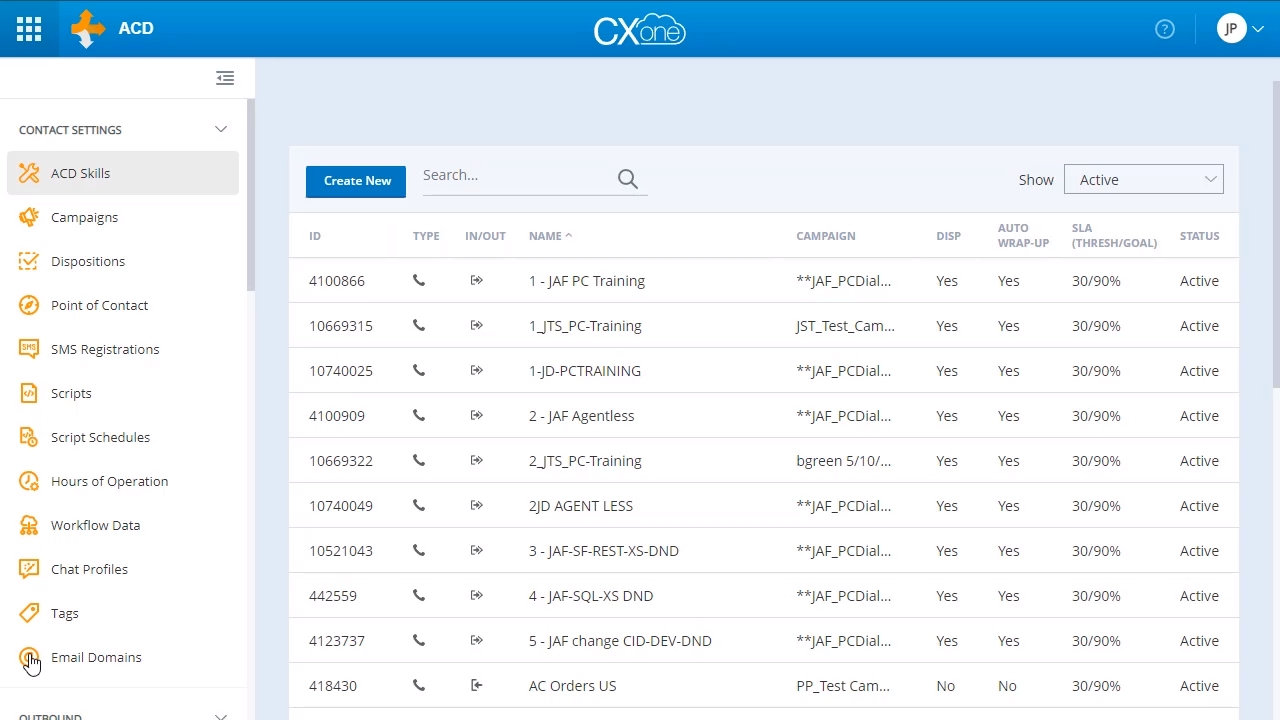 ACD
CXone
?
JP
CONTACT SETTINGS
ACD Skills
Campaigns
Dispositions
Point of Contact
SMS
SMS Registrations
Scripts
Script Schedules
Hours of Operation
Workflow Data
Chat Profiles
Tags
Email Domains
OUTBOUND
Create New
Search...
Show
Active
ID TYPE IN/OUT NAME CAMPAIGN DISP AUTO WRAP-UP SLA (THRESH/GOAL) STATUS
4100866 1 - JAF PC Training **JAF_PCDial... Yes Yes 30/90% Active
10669315 1_JTS_PC-Training JST_Test_Cam... Yes Yes 30/90% Active
10740025 1-JD-PCTRAINING **JAF_PCDial... Yes Yes 30/90% Active
4100909 2 - JAF Agentless **JAF_PCDial... Yes Yes 30/90% Active
10669322 2_JTS_PC-Training bgreen 5/10/... Yes Yes 30/90% Active
10740049 2JD AGENT LESS **JAF_PCDial... Yes Yes 30/90% Active
10521043 3 - JAF-SF-REST-XS-DND **JAF_PCDial... Yes Yes 30/90% Active
442559 4 - JAF-SQL-XS DND **JAF_PCDial... Yes Yes 30/90% Active
4123737 5 - JAF change CID-DEV-DND **JAF_PCDial... Yes Yes 30/90% Active
418430 AC Orders US PP_Test Cam... No No 30/90% Active